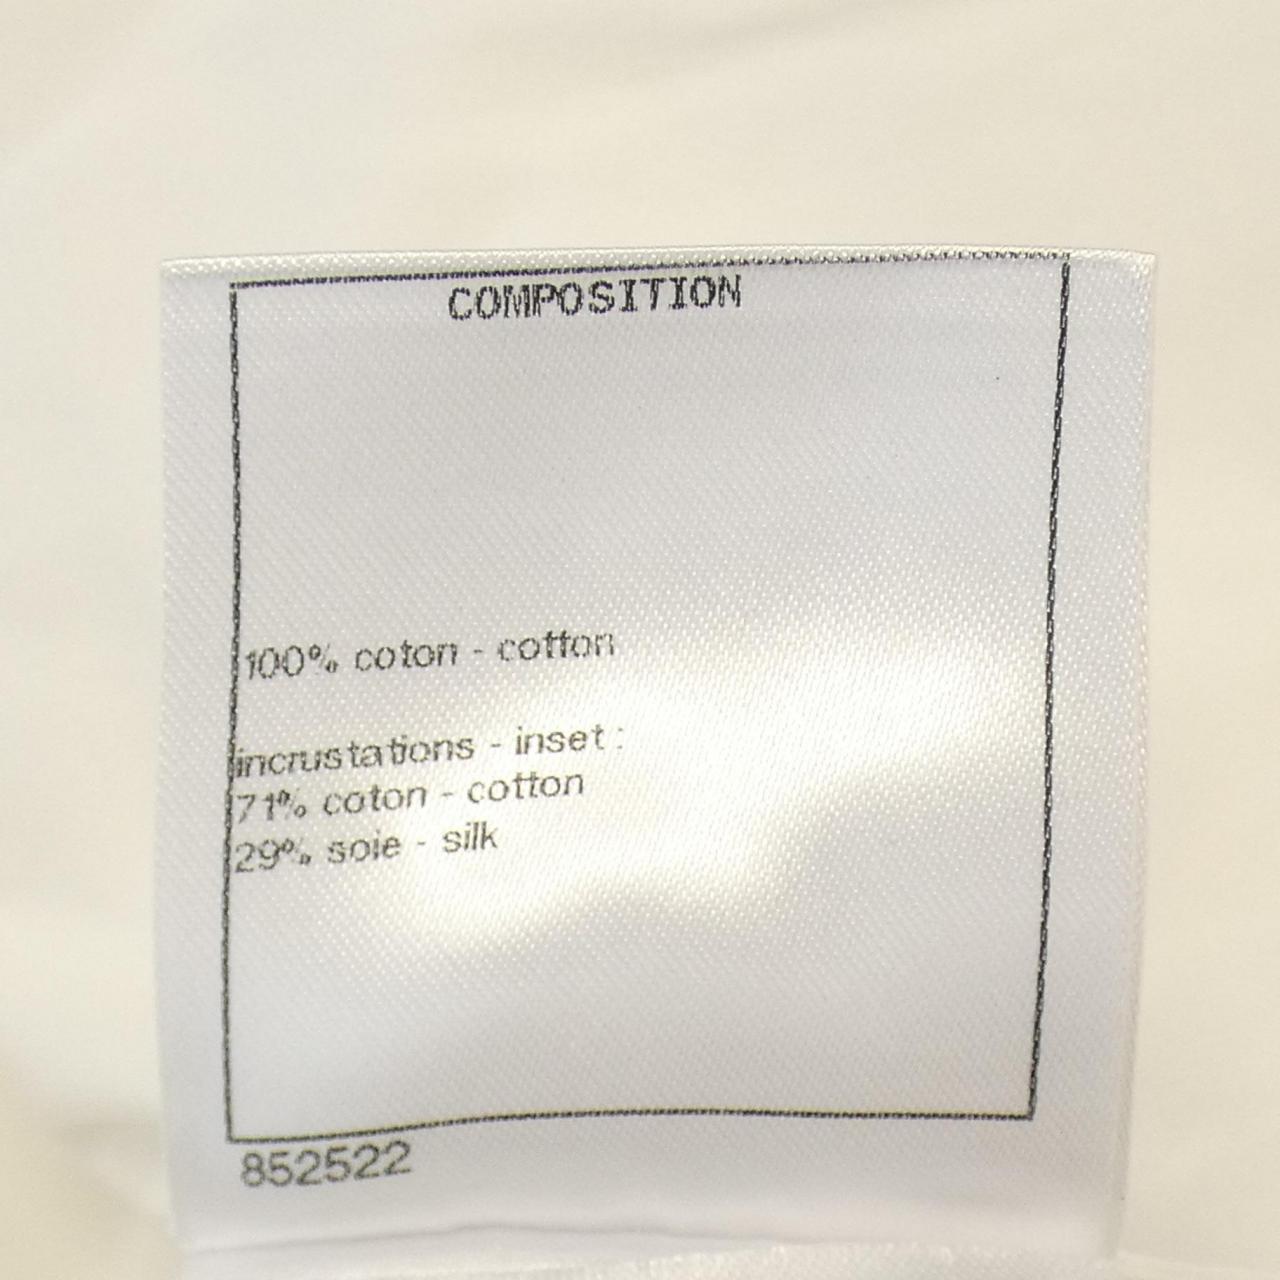 COMPOSITION
100% coton - cotton
incrustations - inset :
71% coton - cotton
29% soie - silk
852522